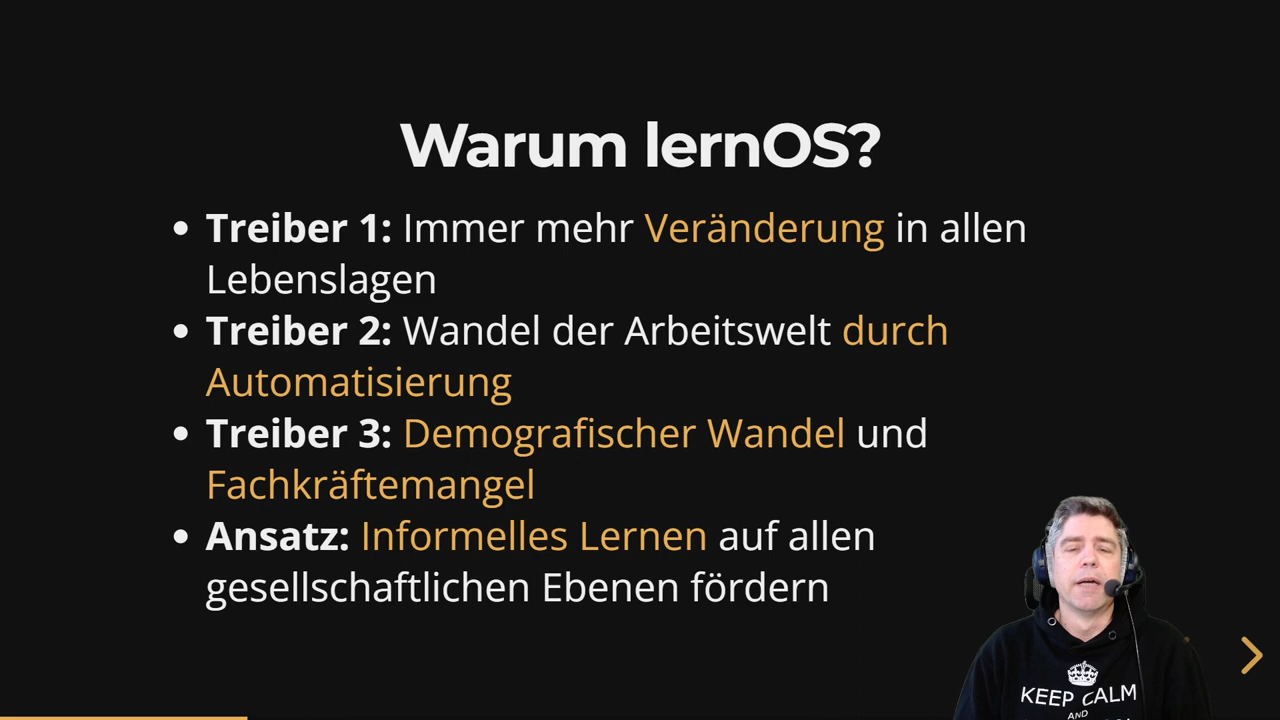 Warum lernOS?
• Treiber 1: Immer mehr Veränderung in allen
Lebenslagen
• Treiber 2: Wandel der Arbeitswelt durch
Automatisierung
• Treiber 3: Demografischer Wandel und
Fachkräftemangel
• Ansatz: Informelles Lernen auf allen
gesellschaftlichen Ebenen fördern
KEEP CALM
AND